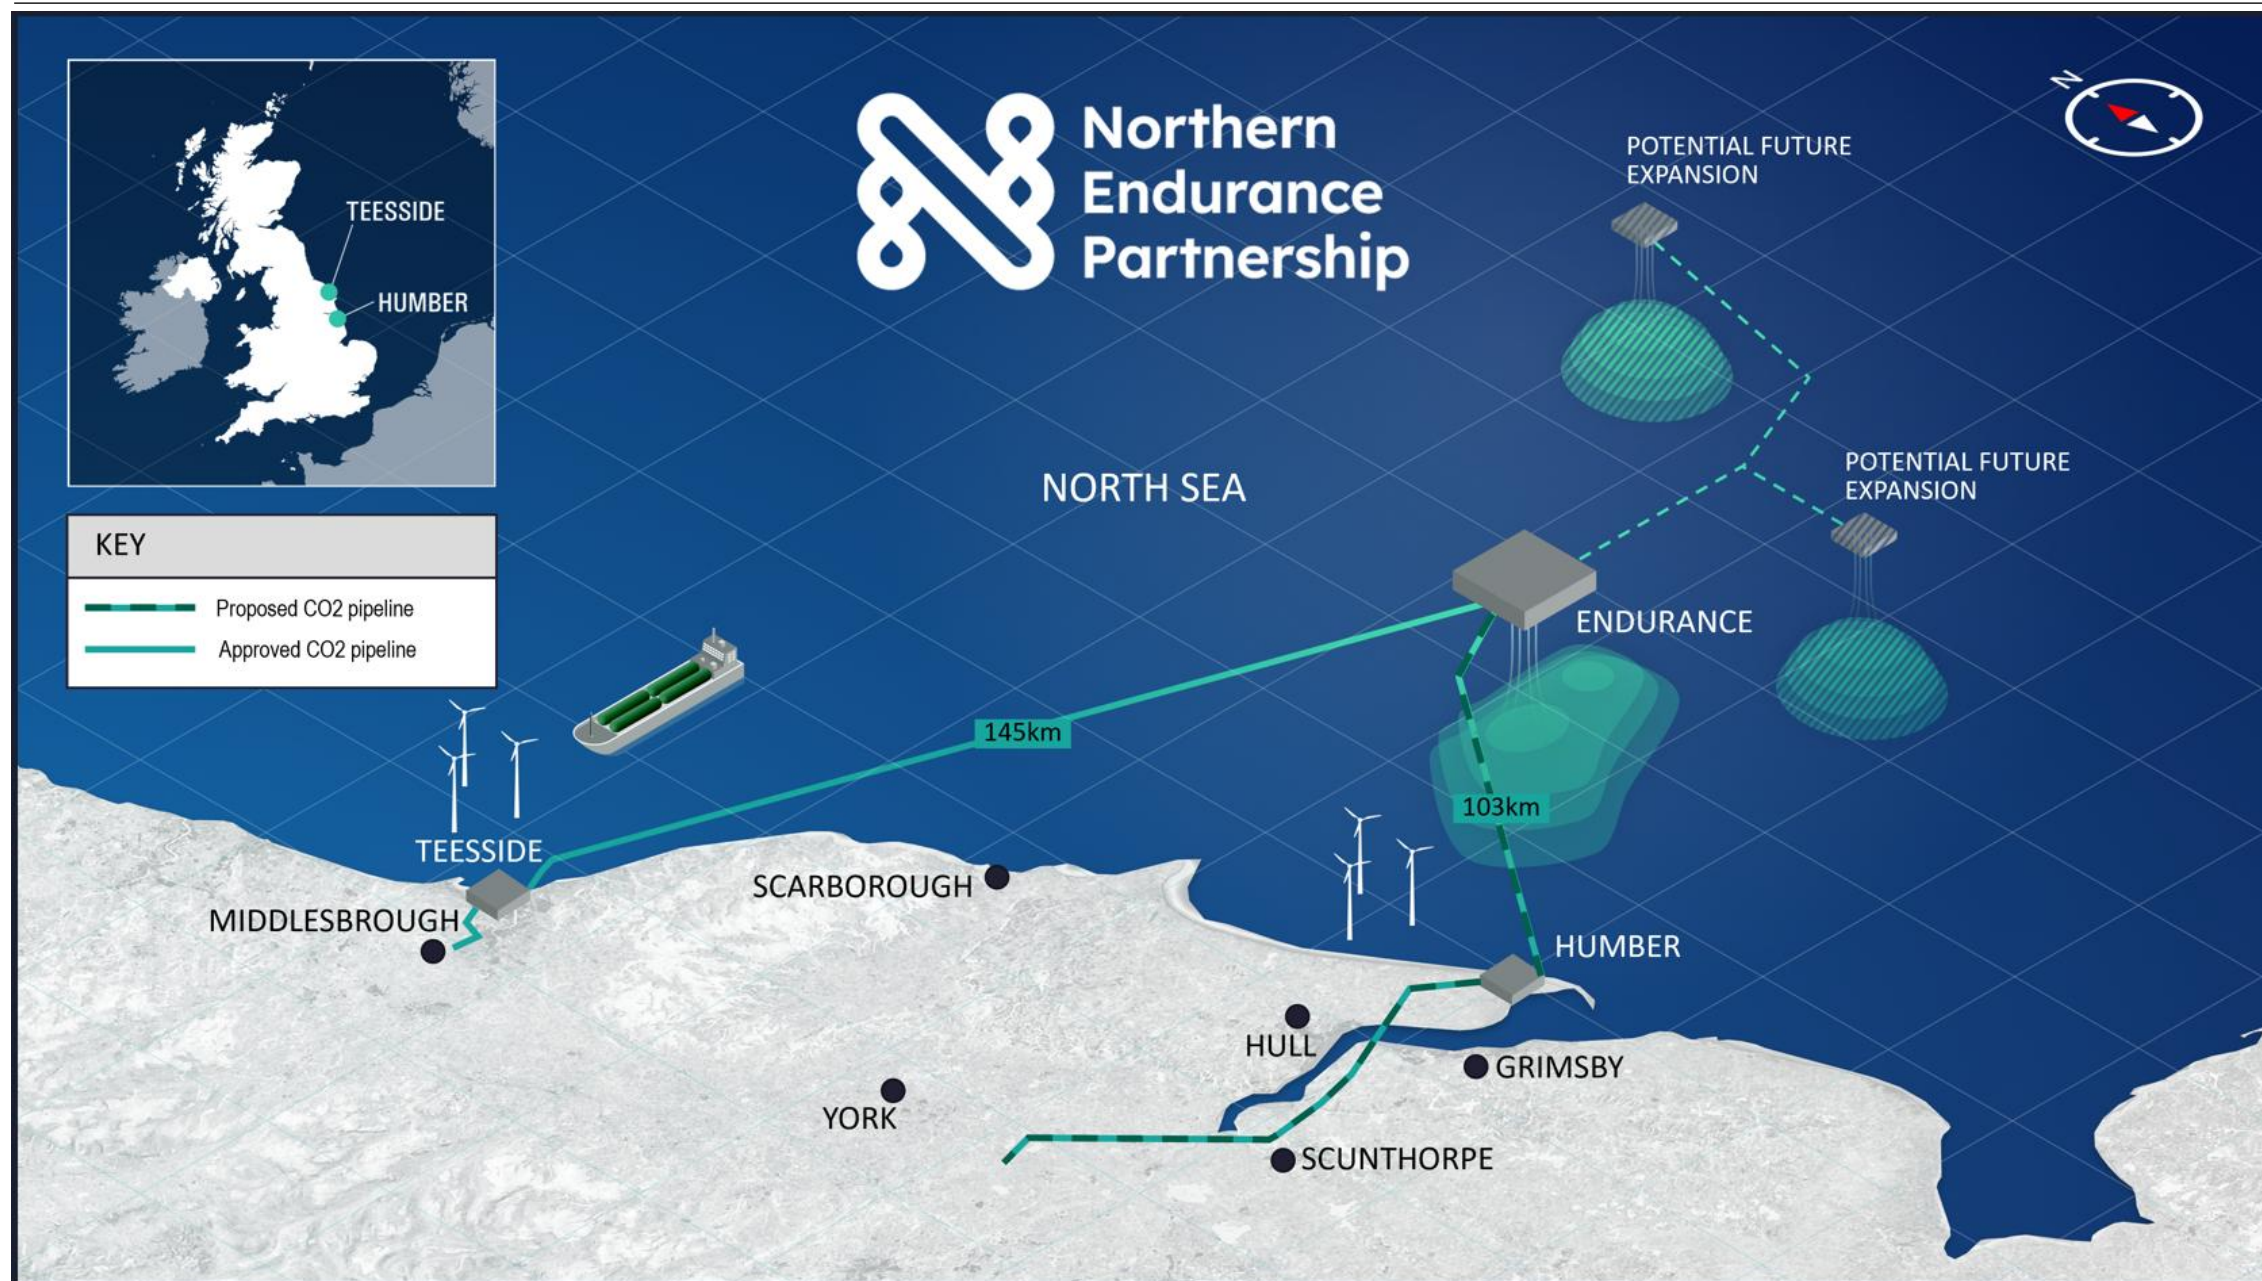 TEESSIDE
HUMBER
KEY
Proposed CO2 pipeline
Approved CO2 pipeline
Northern
Endurance
Partnership
N
POTENTIAL FUTURE
EXPANSION
NORTH SEA
POTENTIAL FUTURE
EXPANSION
ENDURANCE
145km
103km
TEESSIDE
SCARBOROUGH
MIDDLESBROUGH
HUMBER
HULL
GRIMSBY
YORK
SCUNTHORPE